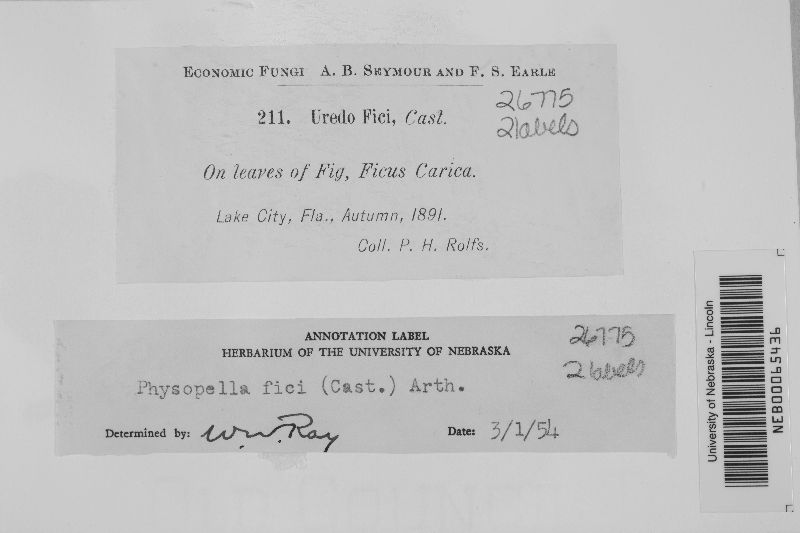 ECONOMIC FUNGI A. B. SEYMOUR AND F. S. EARLE
211. Uredo Fici, Cast.
26775
2 labels
On leaves of Fig, Ficus Carica.
Lake City, Fla., Autumn, 1891.
Coll. P. H. Rolfs.
ANNOTATION LABEL
HERBARIUM OF THE UNIVERSITY OF NEBRASKA
26775
2 labels
Physopella fici (Cast.) Arth.
Determined by: W. W. Ray
Date: 3/1/54
University of Nebraska - Lincoln
NEB00065436